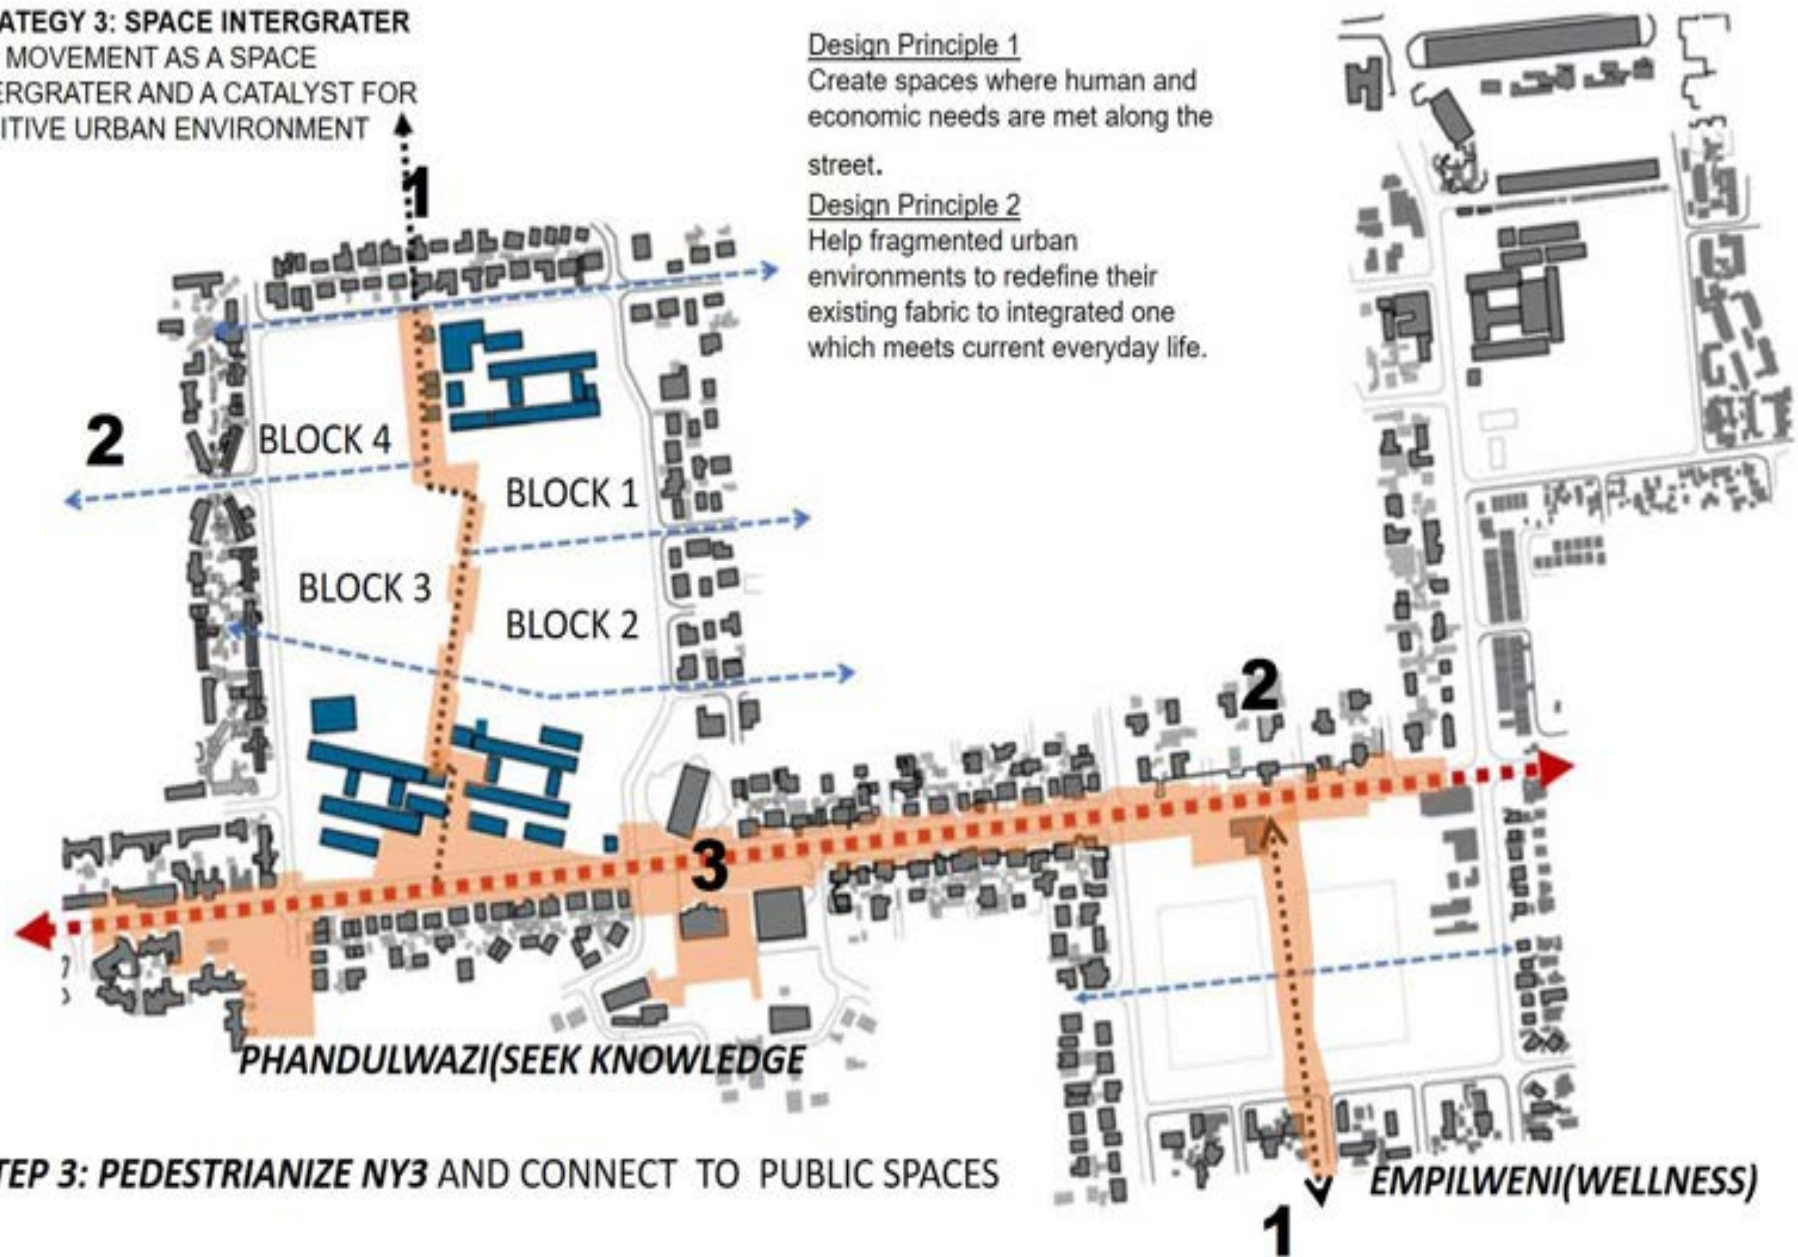 ATEGY 3: SPACE INTERGRATER
MOVEMENT AS A SPACE
ERGRATER AND A CATALYST FOR
ITIVE URBAN ENVIRONMENT
Design Principle 1
Create spaces where human and
economic needs are met along the
street.
Design Principle 2
Help fragmented urban
environments to redefine their
existing fabric to integrated one
which meets current everyday life.
1
2
BLOCK 4
BLOCK 1
BLOCK 3
BLOCK 2
2
3
PHANDULWAZI(SEEK KNOWLEDGE
TEP 3: PEDESTRIANIZE NY3 AND CONNECT TO PUBLIC SPACES
EMPILWENI(WELLNESS)
1